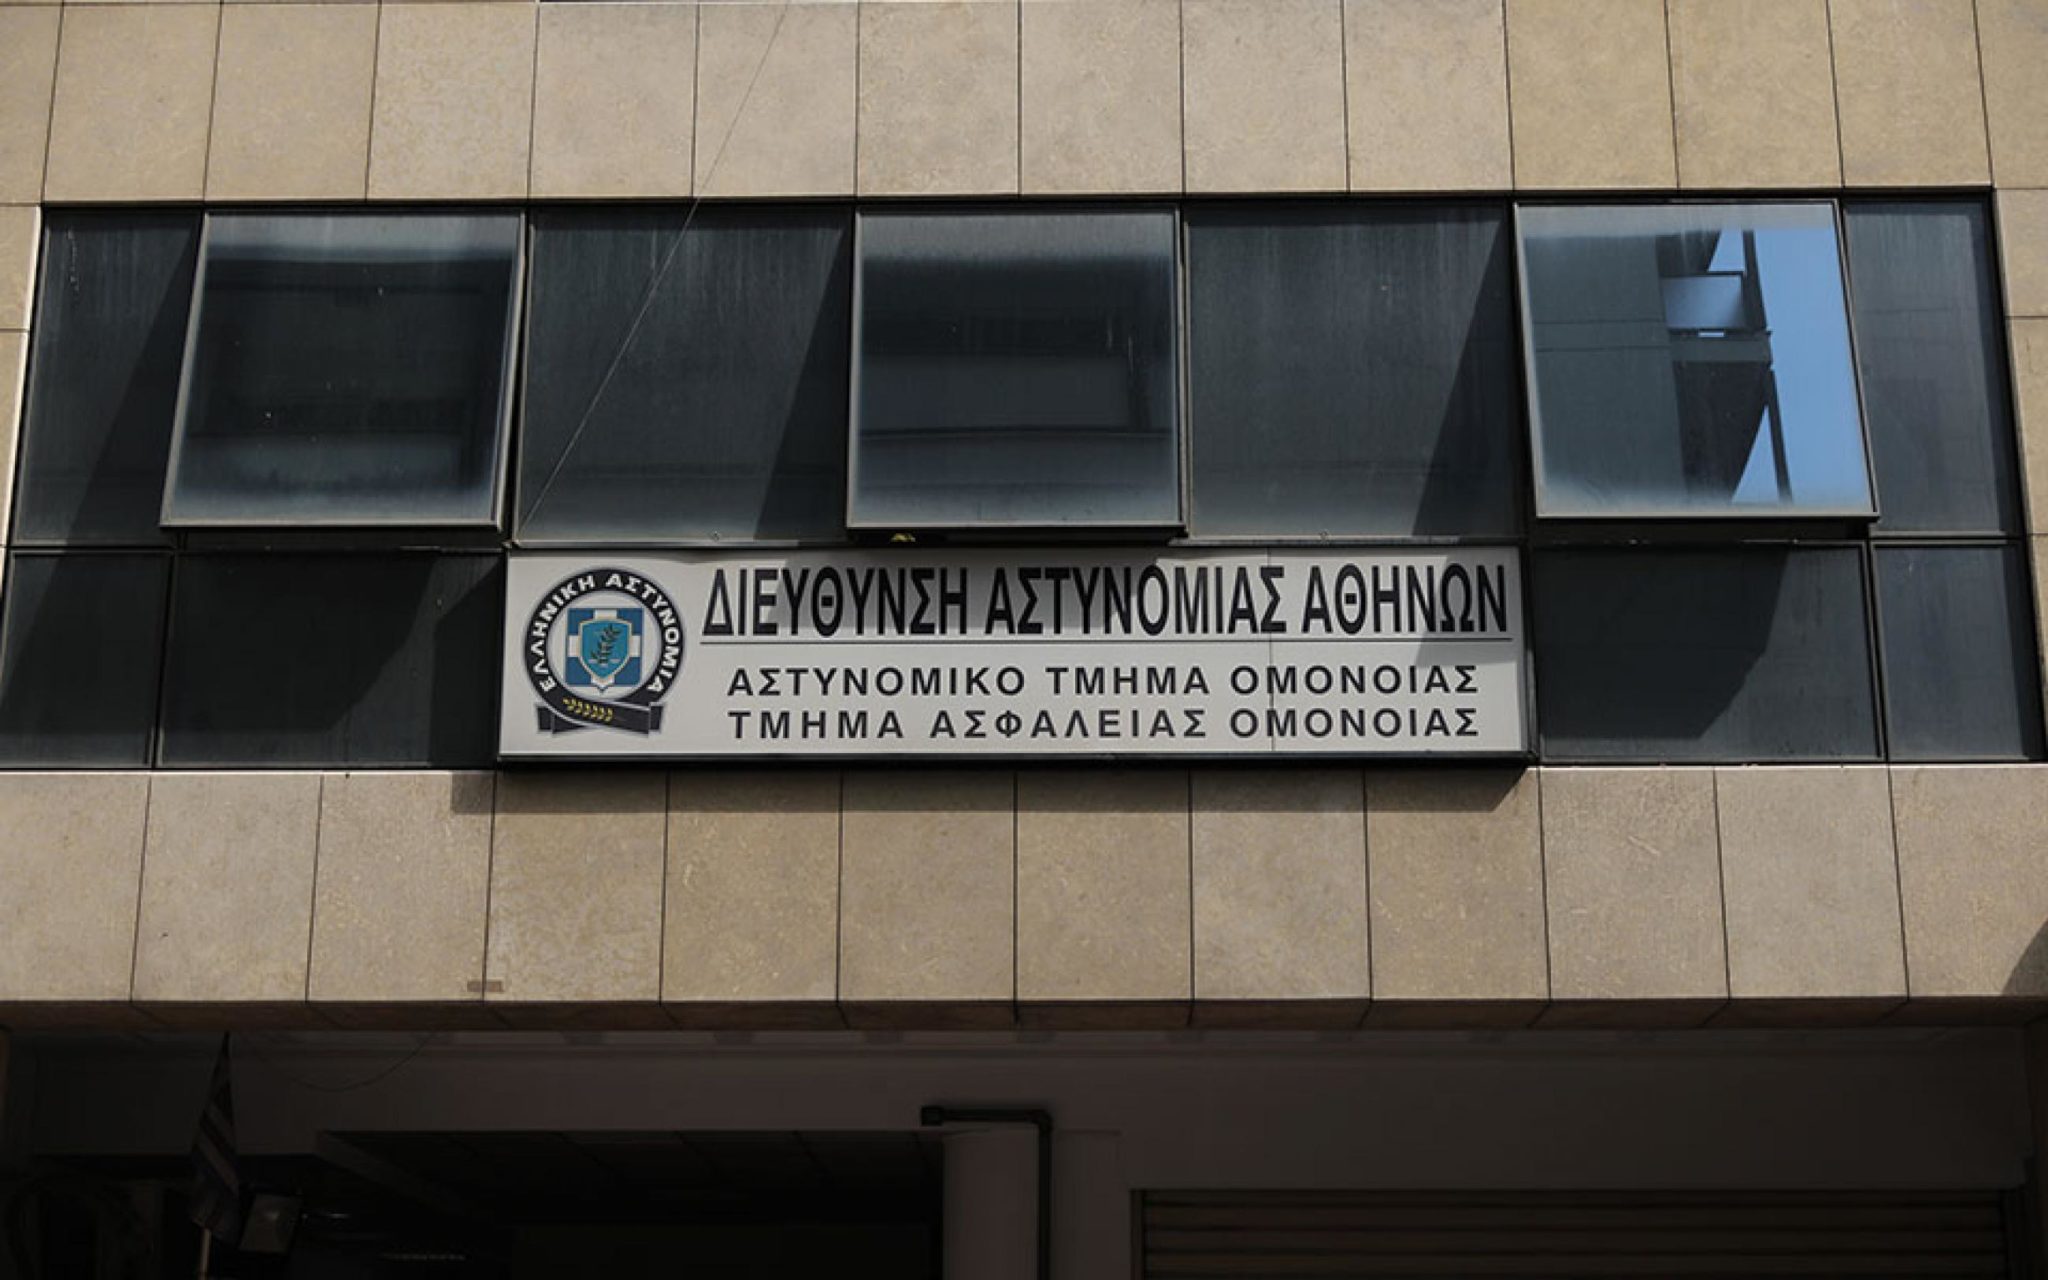 ΕΛΛΗΝΙΚΗ ΑΣΤΥΝΟΜΙΑ
ΔΙΕΥΘΥΝΣΗ ΑΣΤΥΝΟΜΙΑΣ ΑΘΗΝΩΝ
ΑΣΤΥΝΟΜΙΚΟ ΤΜΗΜΑ ΟΜΟΝΟΙΑΣ
ΤΜΗΜΑ ΑΣΦΑΛΕΙΑΣ ΟΜΟΝΟΙΑΣ